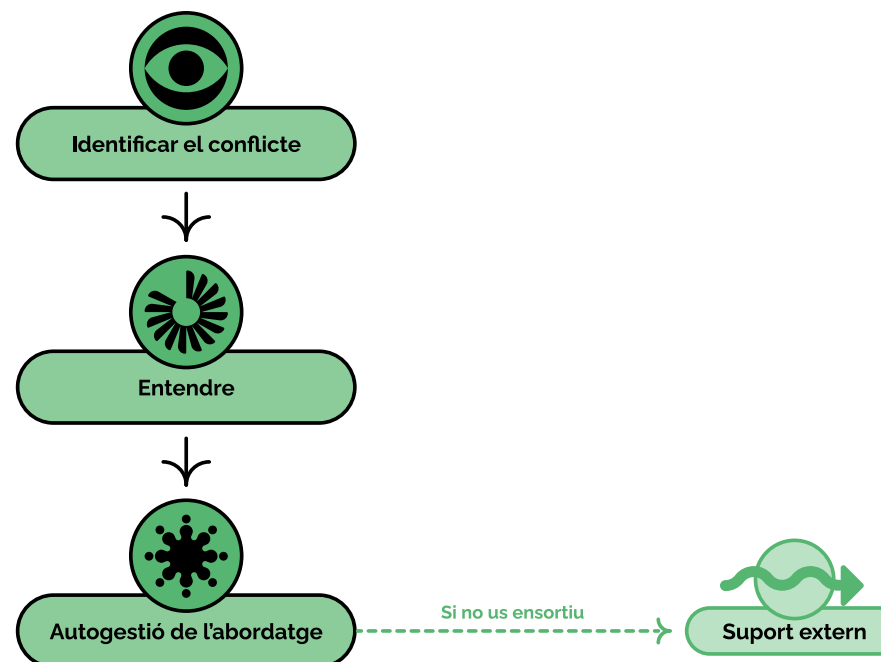 Identificar el conflicte
Entendre
Autogestió de l’abordatge
Si no us ensortiu
Suport extern